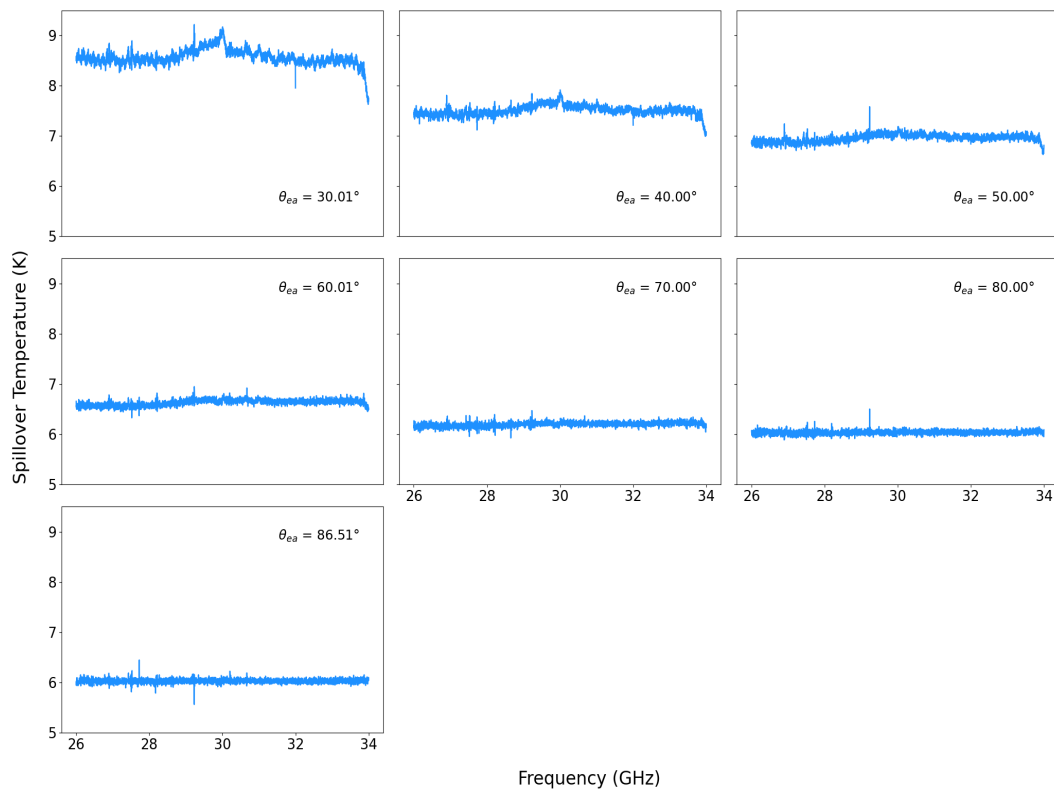 9
8
7
6
5
θea = 30.01°
θea = 40.00°
θea = 50.00°
Spillover Temperature (K)
9
8
7
6
5
θea = 60.01°
θea = 70.00°
26 28 30 32 34
θea = 80.00°
26 28 30 32 34
9
8
7
6
5
θea = 86.51°
26 28 30 32 34
Frequency (GHz)